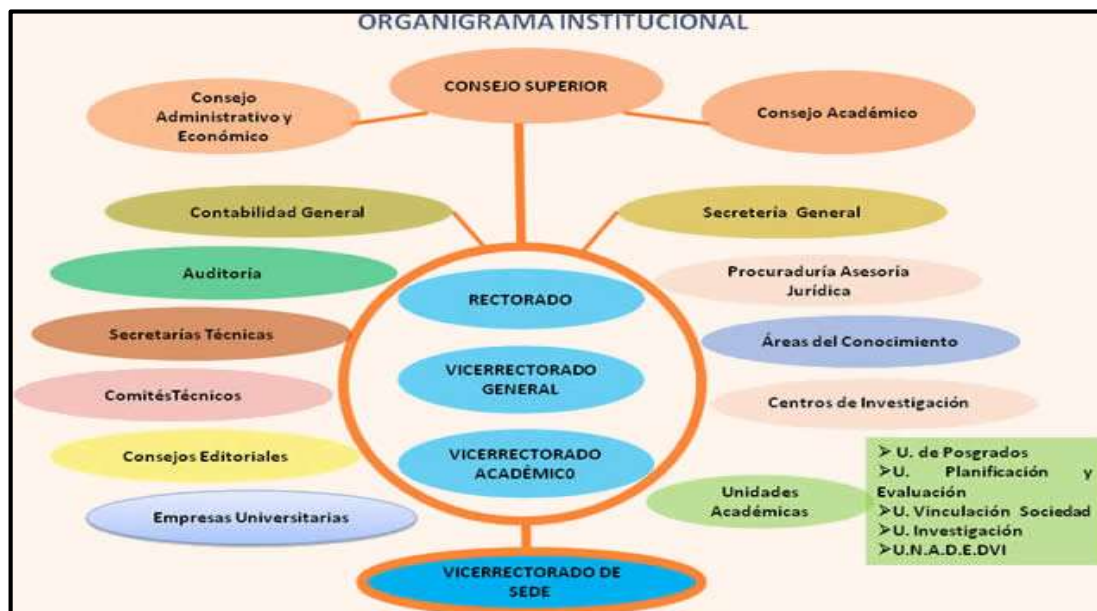 ORGANIGRAMA INSTITUCIONAL
CONSEJO SUPERIOR
Consejo
Administrativo y
Económico
Consejo Académico
Contabilidad General
Secretería General
Auditoria
Procuraduría Asesoria
Jurídica
RECTORADO
Secretarías Técnicas
Áreas del Conocimiento
VICERRECTORADO
GENERAL
ComitésTécnicos
Centros de Investigación
Consejos Editoriales
VICERRECTORADO
ACADÉMIC0
Unidades
Académicas
➢ U. de Posgrados
➢U. Planificación y
Evaluación
➢U. Vinculación Sociedad
➢U. Investigación
➢U.N.A.D.E.DVI
Empresas Universitarias
VICERRECTORADO DE
SEDE